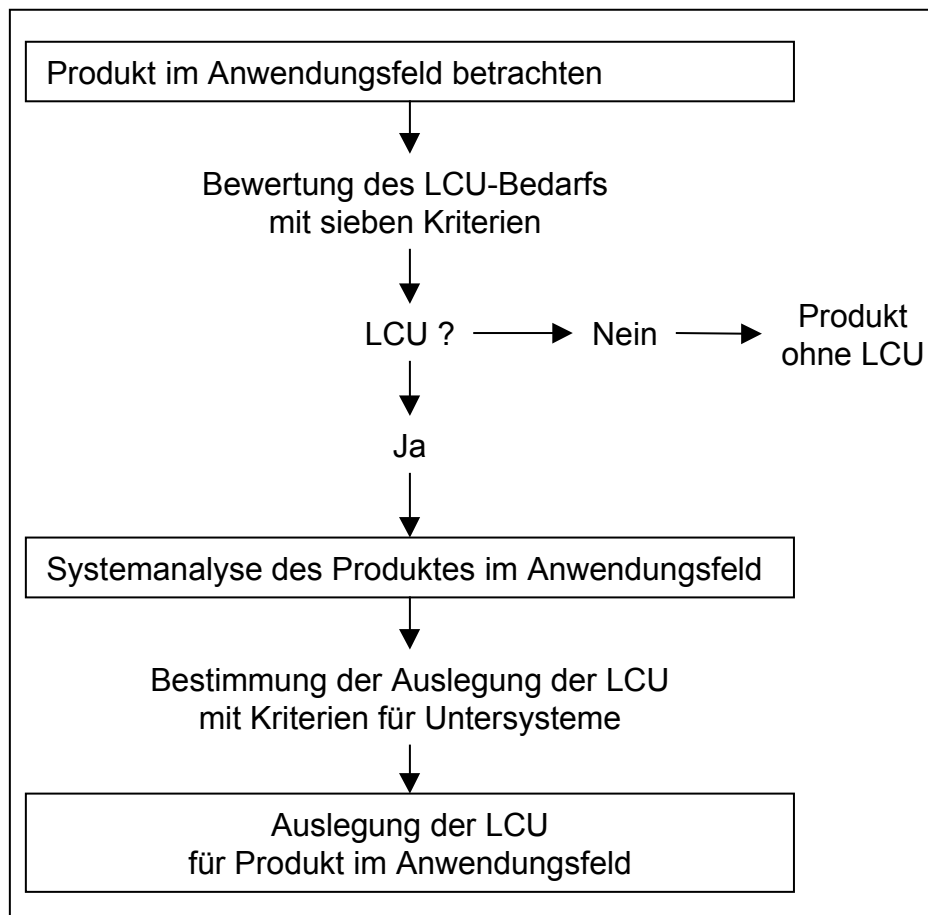 Produkt im Anwendungsfeld betrachten
Bewertung des LCU-Bedarfs
mit sieben Kriterien
LCU ?
Nein
Produkt
ohne LCU
Ja
Systemanalyse des Produktes im Anwendungsfeld
Bestimmung der Auslegung der LCU
mit Kriterien für Untersysteme
Auslegung der LCU
für Produkt im Anwendungsfeld